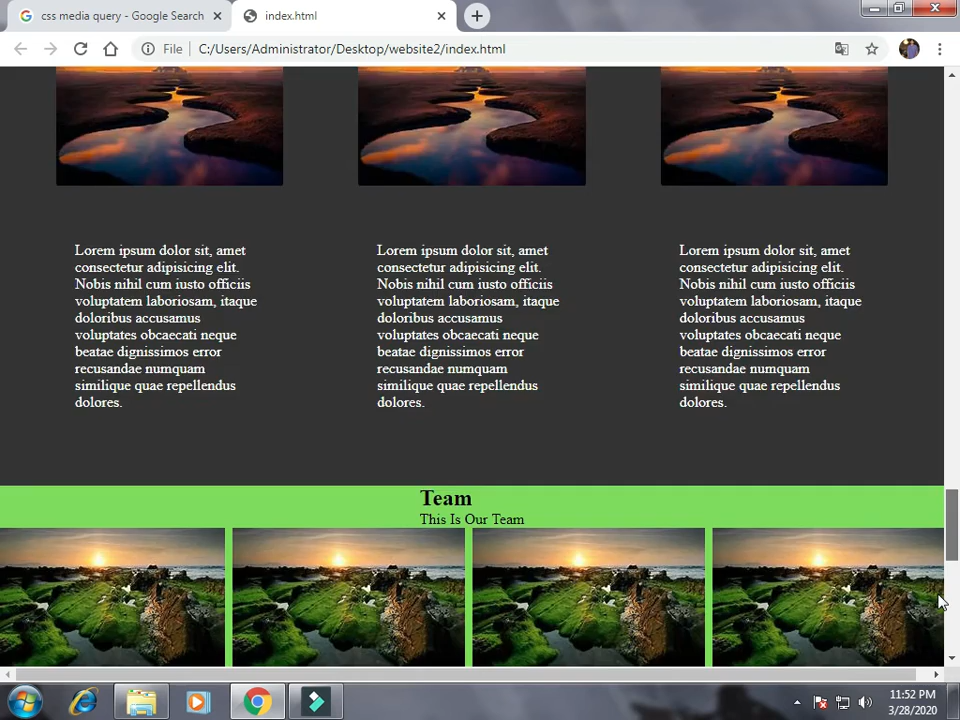 css media query - Google Search
index.html
File
C:/Users/Administrator/Desktop/website2/index.html
Lorem ipsum dolor sit, amet
consectetur adipisicing elit.
Nobis nihil cum iusto officiis
voluptatem laboriosam, itaque
doloribus accusamus
voluptates obcaecati neque
beatae dignissimos error
recusandae numquam
similique quae repellendus
dolores.
Lorem ipsum dolor sit, amet
consectetur adipisicing elit.
Nobis nihil cum iusto officiis
voluptatem laboriosam, itaque
doloribus accusamus
voluptates obcaecati neque
beatae dignissimos error
recusandae numquam
similique quae repellendus
dolores.
Lorem ipsum dolor sit, amet
consectetur adipisicing elit.
Nobis nihil cum iusto officiis
voluptatem laboriosam, itaque
doloribus accusamus
voluptates obcaecati neque
beatae dignissimos error
recusandae numquam
similique quae repellendus
dolores.
Team
This Is Our Team
11:52 PM
3/28/2020